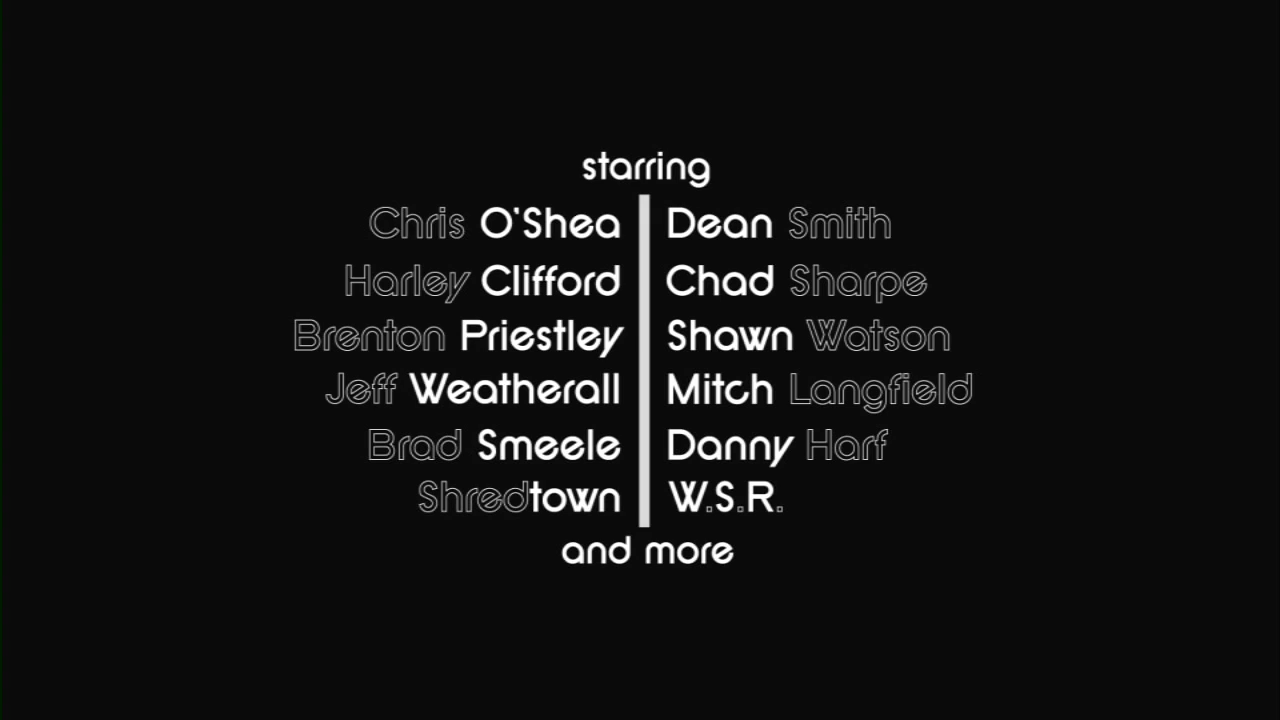 starring
Chris O'Shea Dean Smith
Harley Clifford Chad Sharpe
Brenton Priestley Shawn Watson
Jeff Weatherall Mitch Langfield
Brad Smeele Danny Harf
Shredtown W.S.R.
and more